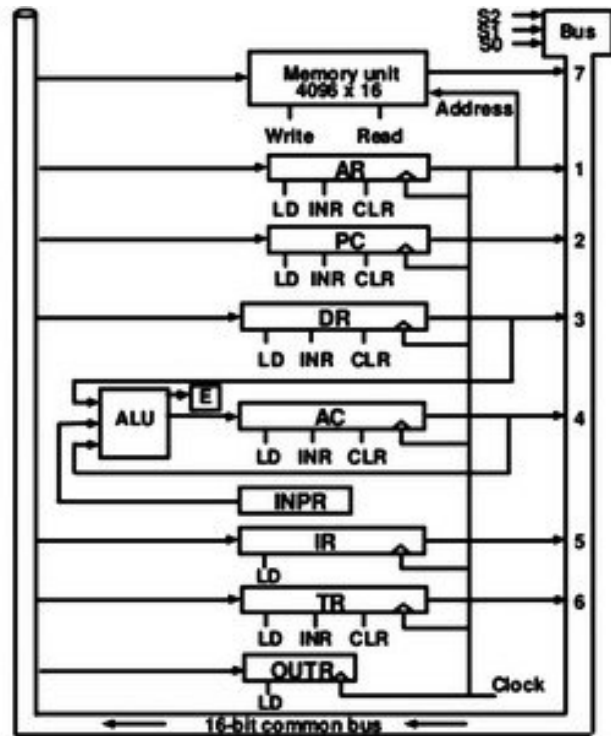 S2
S1
S0
Bus
Memory unit
4096 x 16
7
Address
Write Read
AR
1
LD INR CLR
PC
2
LD INR CLR
DR
3
LD INR CLR
ALU
E
AC
4
LD INR CLR
INPR
IR
5
LD
TR
6
LD INR CLR
OUTR
LD
Clock
16-bit common bus